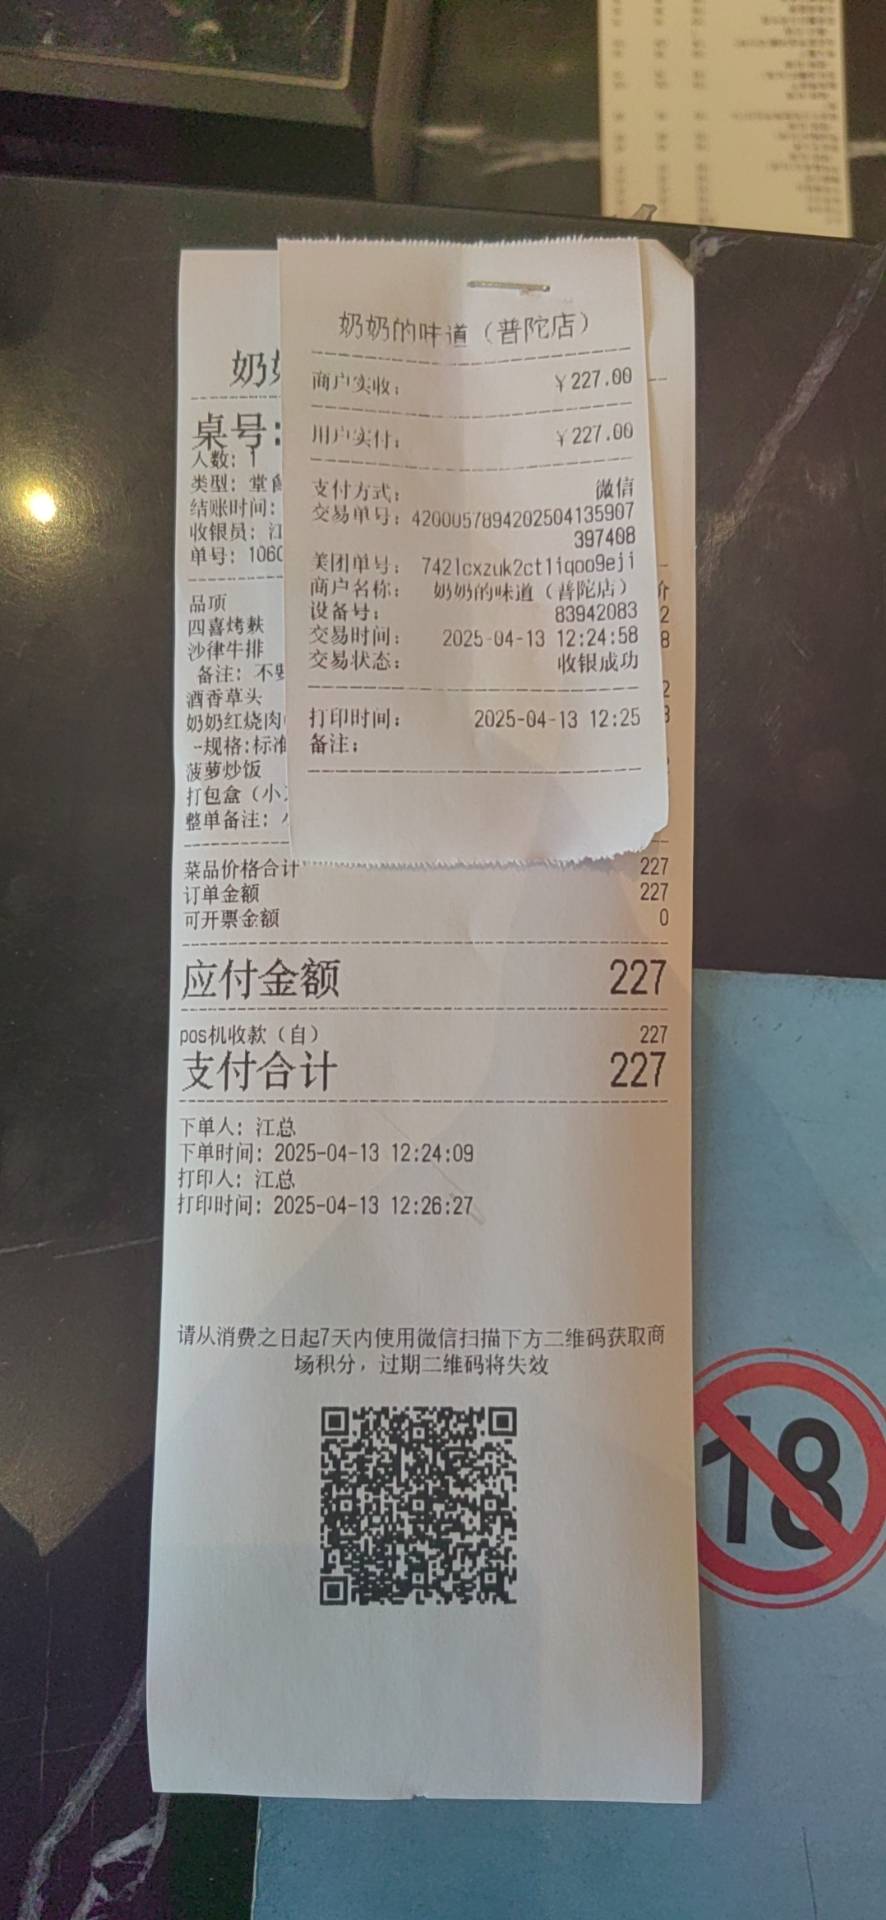 奶奶的味道（普陀店）
商户实收： ￥227.00
用户实付： ￥227.00
支付方式： 微信
交易单号： 4200057894202504135907
397408
美团单号： 7421cxzuk2ct1iqoo9eji
商户名称： 奶奶的味道（普陀店）
设备号： 83942083
交易时间： 2025-04-13 12:24:58
交易状态： 收银成功
打印时间： 2025-04-13 12:25
备注：
奶
桌号:
人数: 1
类型: 堂
结账时间:
收银员: 江
单号: 1060
品项
四喜烤麸
沙律牛排
备注: 不
酒香草头
奶奶红烧肉
-规格:标准
菠萝炒饭
打包盒（小
整单备注:
菜品价格合计 227
订单金额 227
可开票金额 0
应付金额 227
pos机收款（自） 227
支付合计 227
下单人: 江总
下单时间: 2025-04-13 12:24:09
打印人: 江总
打印时间: 2025-04-13 12:26:27
请从消费之日起7天内使用微信扫描下方二维码获取商
场积分，过期二维码将失效
18